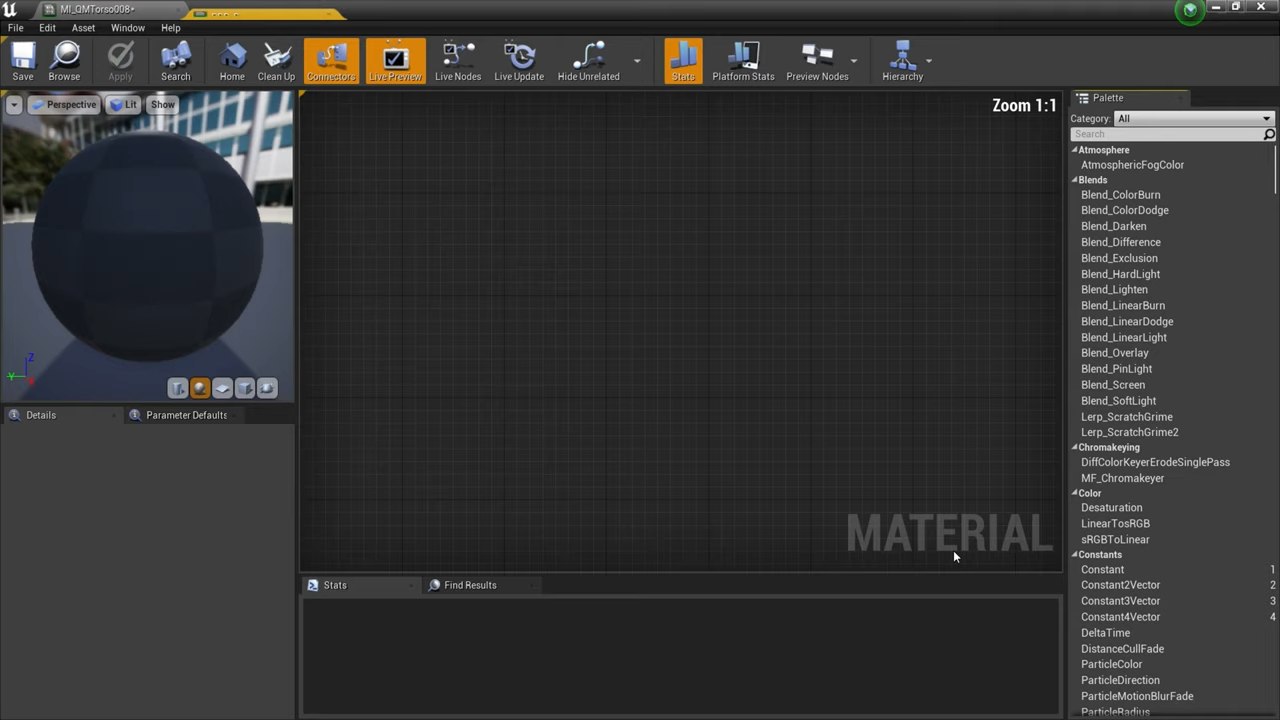 MI_QMTorso008*
File Edit Asset Window Help
Save Browse Apply Search Home Clean Up Connectors Live Preview Live Nodes Live Update Hide Unrelated Stats Platform Stats Preview Nodes Hierarchy
Perspective Lit Show
Zoom 1:1
Z
Y
Details Parameter Defaults
MATERIAL
Stats Find Results
Palette
Category: All
Search
Atmosphere
AtmosphericFogColor
Blends
Blend_ColorBurn
Blend_ColorDodge
Blend_Darken
Blend_Difference
Blend_Exclusion
Blend_HardLight
Blend_Lighten
Blend_LinearBurn
Blend_LinearDodge
Blend_LinearLight
Blend_Overlay
Blend_PinLight
Blend_Screen
Blend_SoftLight
Lerp_ScratchGrime
Lerp_ScratchGrime2
Chromakeying
DiffColorKeyerErodeSinglePass
MF_Chromakeyer
Color
Desaturation
LinearTosRGB
sRGBToLinear
Constants
Constant 1
Constant2Vector 2
Constant3Vector 3
Constant4Vector 4
DeltaTime
DistanceCullFade
ParticleColor
ParticleDirection
ParticleMotionBlurFade
ParticleRadius